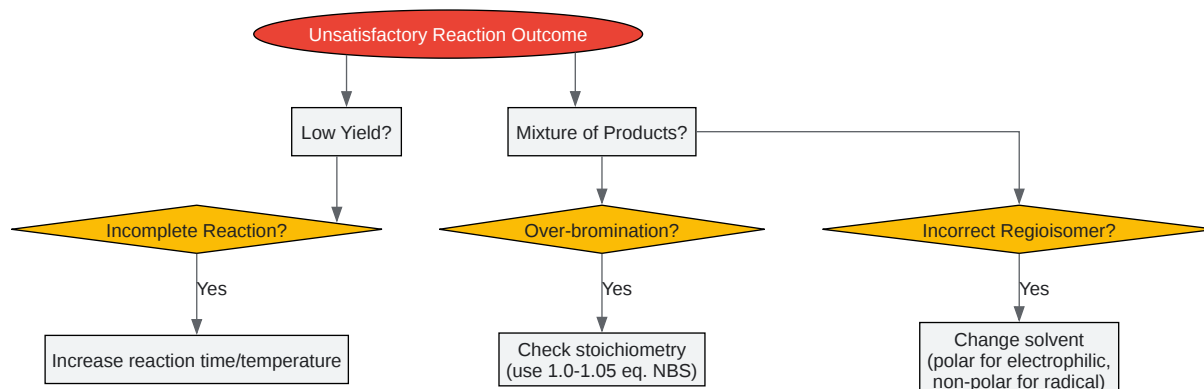 Unsatisfactory Reaction Outcome
Low Yield?
Mixture of Products?
Incomplete Reaction?
Over-bromination?
Incorrect Regioisomer?
Yes
Yes
Yes
Increase reaction time/temperature
Check stoichiometry
(use 1.0-1.05 eq. NBS)
Change solvent
(polar for electrophilic,
non-polar for radical)